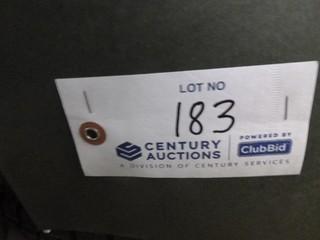 LOT NO
183
CENTURY AUCTIONS POWERED BY ClubBid
A DIVISION OF CENTURY SERVICES